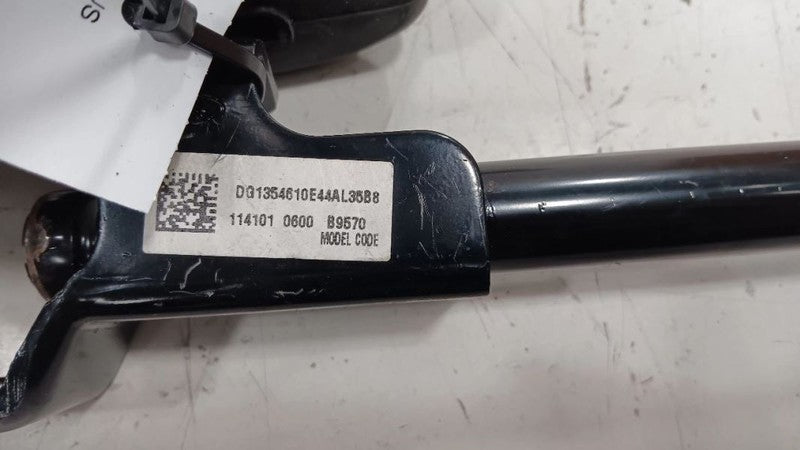 S/
DG1354610E44AL35B8
114101 0600 B9570
MODEL CODE